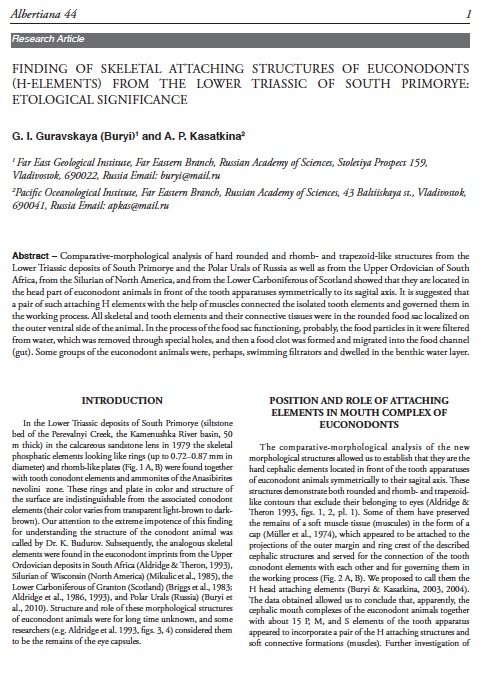 Albertiana 44
1
Research Article
FINDING OF SKELETAL ATTACHING STRUCTURES OF EUCONODONTS
(H-ELEMENTS) FROM THE LOWER TRIASSIC OF SOUTH PRIMORYE:
ETOLOGICAL SIGNIFICANCE
G. I. Guravskaya (Buryi)¹ and A. P. Kasatkina²
¹ Far East Geological Institute, Far Eastern Branch, Russian Academy of Sciences, Stoletiya Prospect 159,
Vladivostok, 690022, Russia Email: buryi@mail.ru
²Pacific Oceanological Institute, Far Eastern Branch, Russian Academy of Sciences, 43 Baltiiskaya st., Vladivostok,
690041, Russia Email: apkas@mail.ru
Abstract – Comparative-morphological analysis of hard rounded and rhomb- and trapezoid-like structures from the
Lower Triassic deposits of South Primorye and the Polar Urals of Russia as well as from the Upper Ordovician of South
Africa, from the Silurian of North America, and from the Lower Carboniferous of Scotland showed that they are located in
the head part of euconodont animals in front of the tooth apparatuses symmetrically to its sagital axis. It is suggested that
a pair of such attaching H elements with the help of muscles connected the isolated tooth elements and governed them in
the working process. All skeletal and tooth elements and their connective tissues were in the rounded food sac localized on
the outer ventral side of the animal. In the process of the food sac functioning, probably, the food particles in it were filtered
from water, which was removed through special holes, and then a food clot was formed and migrated into the food channel
(gut). Some groups of the euconodont animals were, perhaps, swimming filtrators and dwelled in the benthic water layer.
INTRODUCTION
In the Lower Triassic deposits of South Primorye (siltstone
bed of the Perevalnyi Creek, the Kamenushka River basin, 50
m thick) in the calcareous sandstone lens in 1979 the skeletal
phosphatic elements looking like rings (up to 0.72–0.87 mm in
diameter) and rhomb-like plates (Fig. 1 A, B) were found together
with tooth conodont elements and ammonites of the Anasibirites
nevolini zone. These rings and plate in color and structure of
the surface are indistinguishable from the associated conodont
elements (their color varies from transparent light-brown to dark-
brown). Our attention to the extreme impotence of this finding
for understanding the structure of the conodont animal was
called by Dr. K. Budurov. Subsequently, the analogous skeletal
elements were found in the euconodont imprints from the Upper
Ordovician deposits in South Africa (Aldridge & Theron, 1993),
Silurian of Wisconsin (North America) (Mikulic et al., 1985), the
Lower Carboniferous of Granton (Scotland) (Briggs et al., 1983;
Aldridge et al., 1986, 1993), and Polar Urals (Russia) (Buryi et
al., 2010). Structure and role of these morphological structures
of euconodont animals were for long time unknown, and some
researchers (e.g. Aldridge et al. 1993, figs. 3, 4) considered them
to be the remains of the eye capsules.
POSITION AND ROLE OF ATTACHING
ELEMENTS IN MOUTH COMPLEX OF
EUCONODONTS
The comparative-morphological analysis of the new
morphological structures allowed us to establish that they are the
hard cephalic elements located in front of the tooth apparatuses
of euconodont animals symmetrically to their sagital axis. These
structures demonstrate both rounded and rhomb- and trapezoid-
like contours that exclude their belonging to eyes (Aldridge &
Theron 1993, figs. 1, 2, pl. 1). Some of them have preserved
the remains of a soft muscle tissue (muscules) in the form of a
cap (Müller et al., 1974), which appeared to be attached to the
projections of the outer margin and ring crest of the described
cephalic structures and served for the connection of the tooth
conodont elements with each other and for governing them in
the working process (Fig. 2 A, B). We proposed to call them the
H head attaching elements (Buryi & Kasatkina, 2003, 2004).
The data obtained allowed us to conclude that, apparently, the
cephalic mouth complexes of the euconodont animals together
with about 15 P, M, and S elements of the tooth apparatus
appeared to incorporate a pair of the H attaching structures and
soft connective formations (muscles). Further investigation of